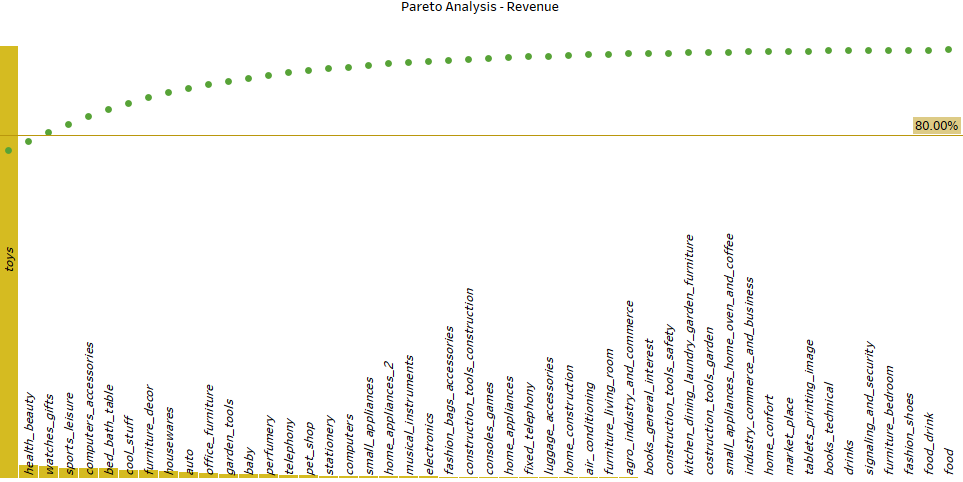 Pareto Analysis - Revenue
80.00%
toys
health_beauty
watches_gifts
sports_leisure
computers_accessories
bed_bath_table
cool_stuff
furniture_decor
housewares
auto
office_furniture
garden_tools
baby
perfumery
telephony
pet_shop
stationery
computers
small_appliances
home_appliances_2
musical_instruments
electronics
fashion_bags_accessories
construction_tools_construction
consoles_games
home_appliances
fixed_telephony
luggage_accessories
home_construction
air_conditioning
furniture_living_room
agro_industry_and_commerce
books_general_interest
construction_tools_safety
kitchen_dining_laundry_garden_furniture
costruction_tools_garden
small_appliances_home_oven_and_coffee
industry_commerce_and_business
home_comfort
market_place
tablets_printing_image
books_technical
drinks
signaling_and_security
furniture_bedroom
fashion_shoes
food_drink
food